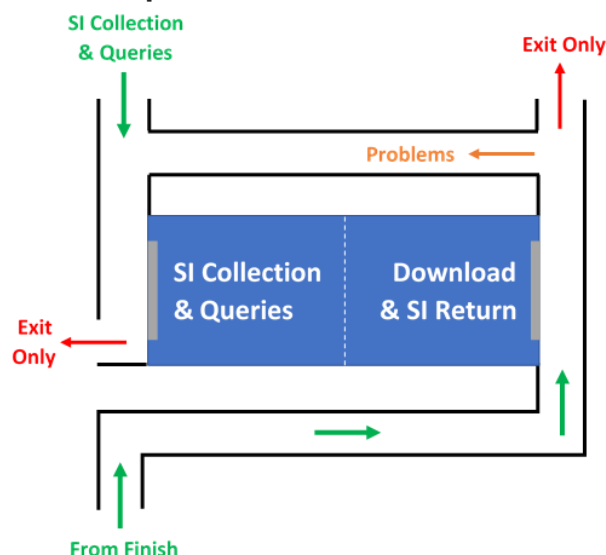 SI Collection
& Queries
Exit Only
Problems
SI Collection
& Queries
Download
& SI Return
Exit
Only
From Finish